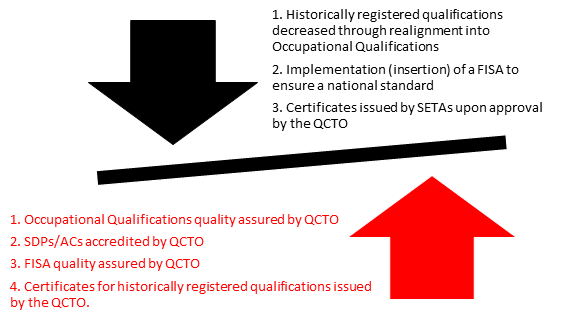 1. Historically registered qualifications
decreased through realignment into
Occupational Qualifications
2. Implementation (insertion) of a FISA to
ensure a national standard
3. Certificates issued by SETAs upon approval
by the QCTO
1. Occupational Qualifications quality assured by QCTO
2. SDPs/ACs accredited by QCTO
3. FISA quality assured by QCTO
4. Certificates for historically registered qualifications issued
by the QCTO.